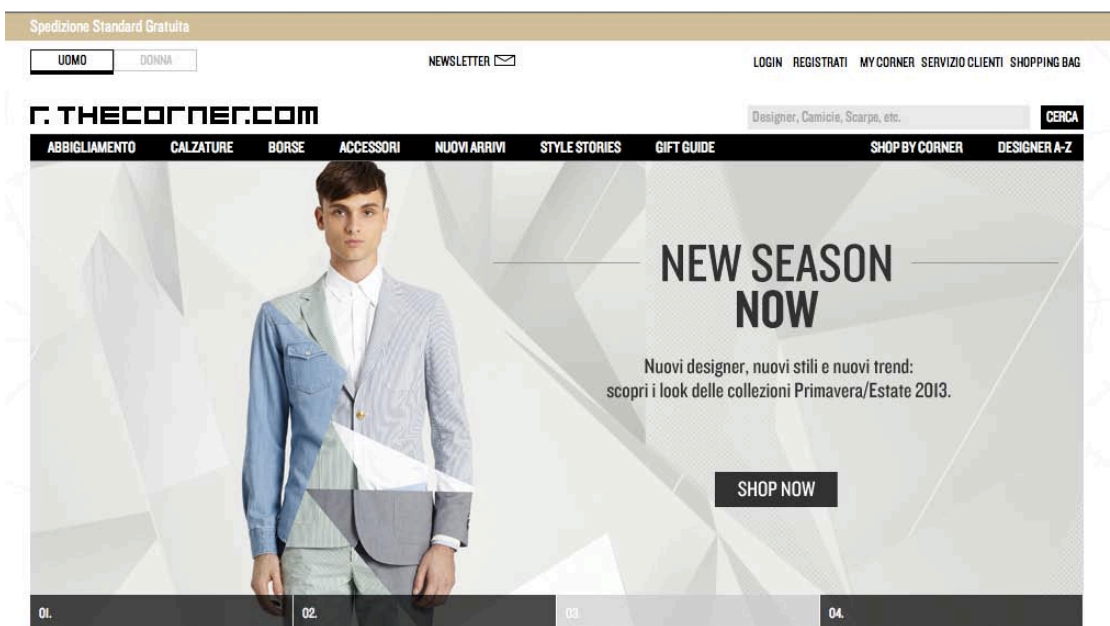 Spedizione Standard Gratuita
UOMO DONNA NEWSLETTER LOGIN REGISTRATI MY CORNER SERVIZIO CLIENTI SHOPPING BAG
r. THECORNER.COM Designer, Camicie, Scarpe, etc. CERCA
ABBIGLIAMENTO CALZATURE BORSE ACCESSORI NUOVI ARRIVI STYLE STORIES GIFT GUIDE SHOP BY CORNER DESIGNER A-Z
NEW SEASON
NOW
Nuovi designer, nuovi stili e nuovi trend:
scopri i look delle collezioni Primavera/Estate 2013.
SHOP NOW
01. 02. 03. 04.